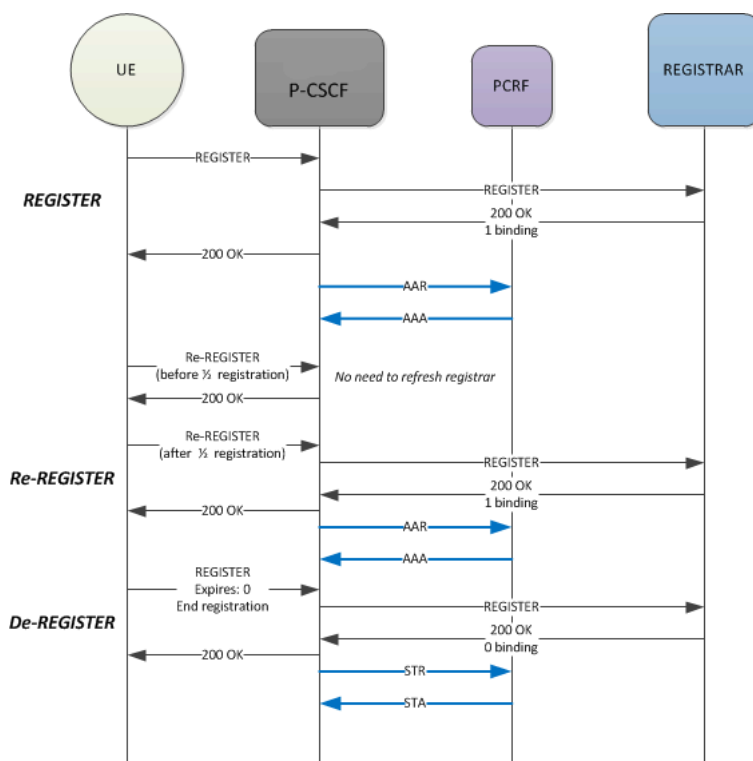 UE
P-CSCF
PCRF
REGISTRAR
REGISTER
REGISTER
REGISTER
200 OK
1 binding
200 OK
AAR
AAA
Re-REGISTER
(before ½ registration)
No need to refresh registrar
200 OK
Re-REGISTER
(after ½ registration)
REGISTER
Re-REGISTER
200 OK
1 binding
200 OK
AAR
AAA
REGISTER
Expires: 0
End registration
REGISTER
De-REGISTER
200 OK
0 binding
200 OK
STR
STA